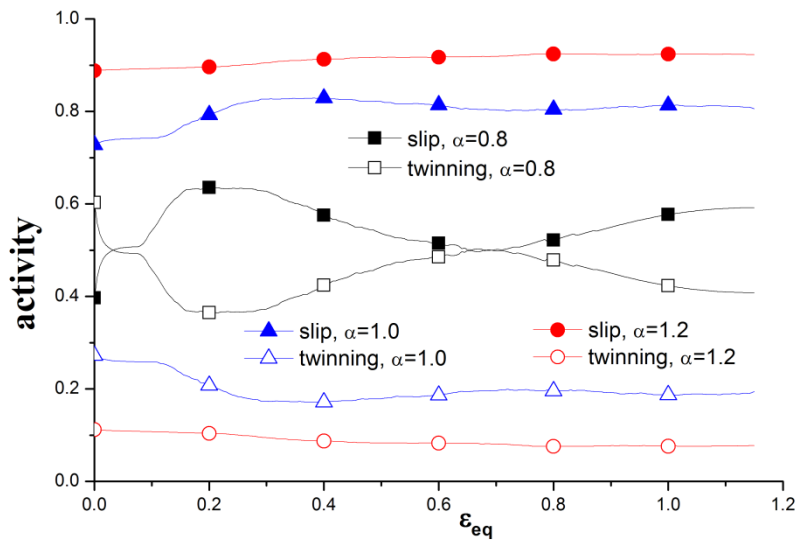 1.0
0.8
0.6
0.4
0.2
0.0
activity
slip, α=0.8
twinning, α=0.8
slip, α=1.0
twinning, α=1.0
slip, α=1.2
twinning, α=1.2
0.0 0.2 0.4 0.6 0.8 1.0 1.2
εeq